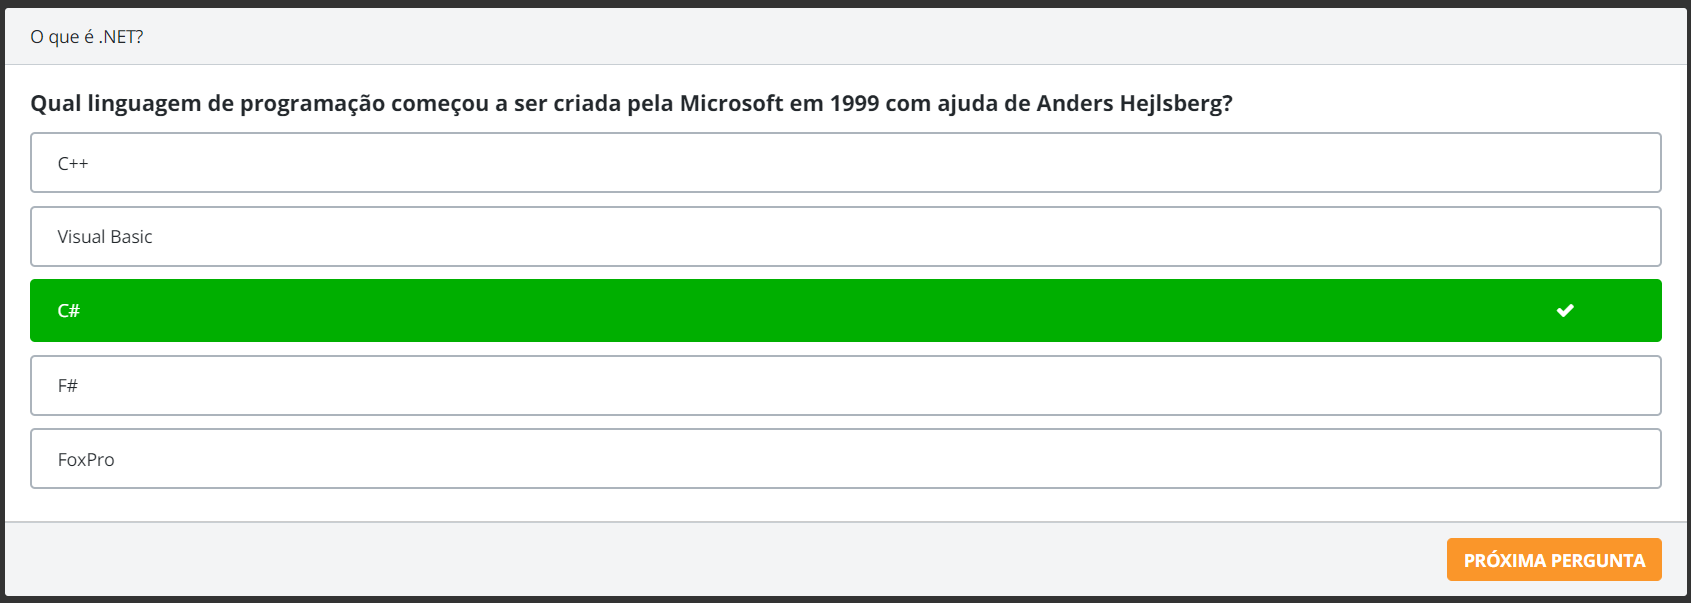 O que é .NET?
Qual linguagem de programação começou a ser criada pela Microsoft em 1999 com ajuda de Anders Hejlsberg?
C++
Visual Basic
C#
F#
FoxPro
PRÓXIMA PERGUNTA